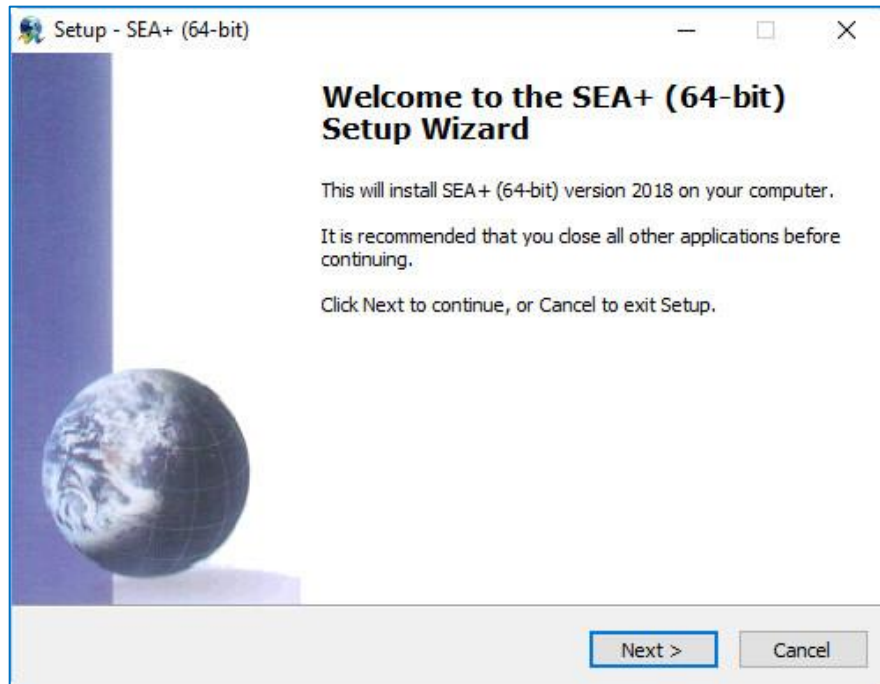 Setup - SEA+ (64-bit)
Welcome to the SEA+ (64-bit)
Setup Wizard
This will install SEA+ (64-bit) version 2018 on your computer.
It is recommended that you close all other applications before
continuing.
Click Next to continue, or Cancel to exit Setup.
Next >
Cancel